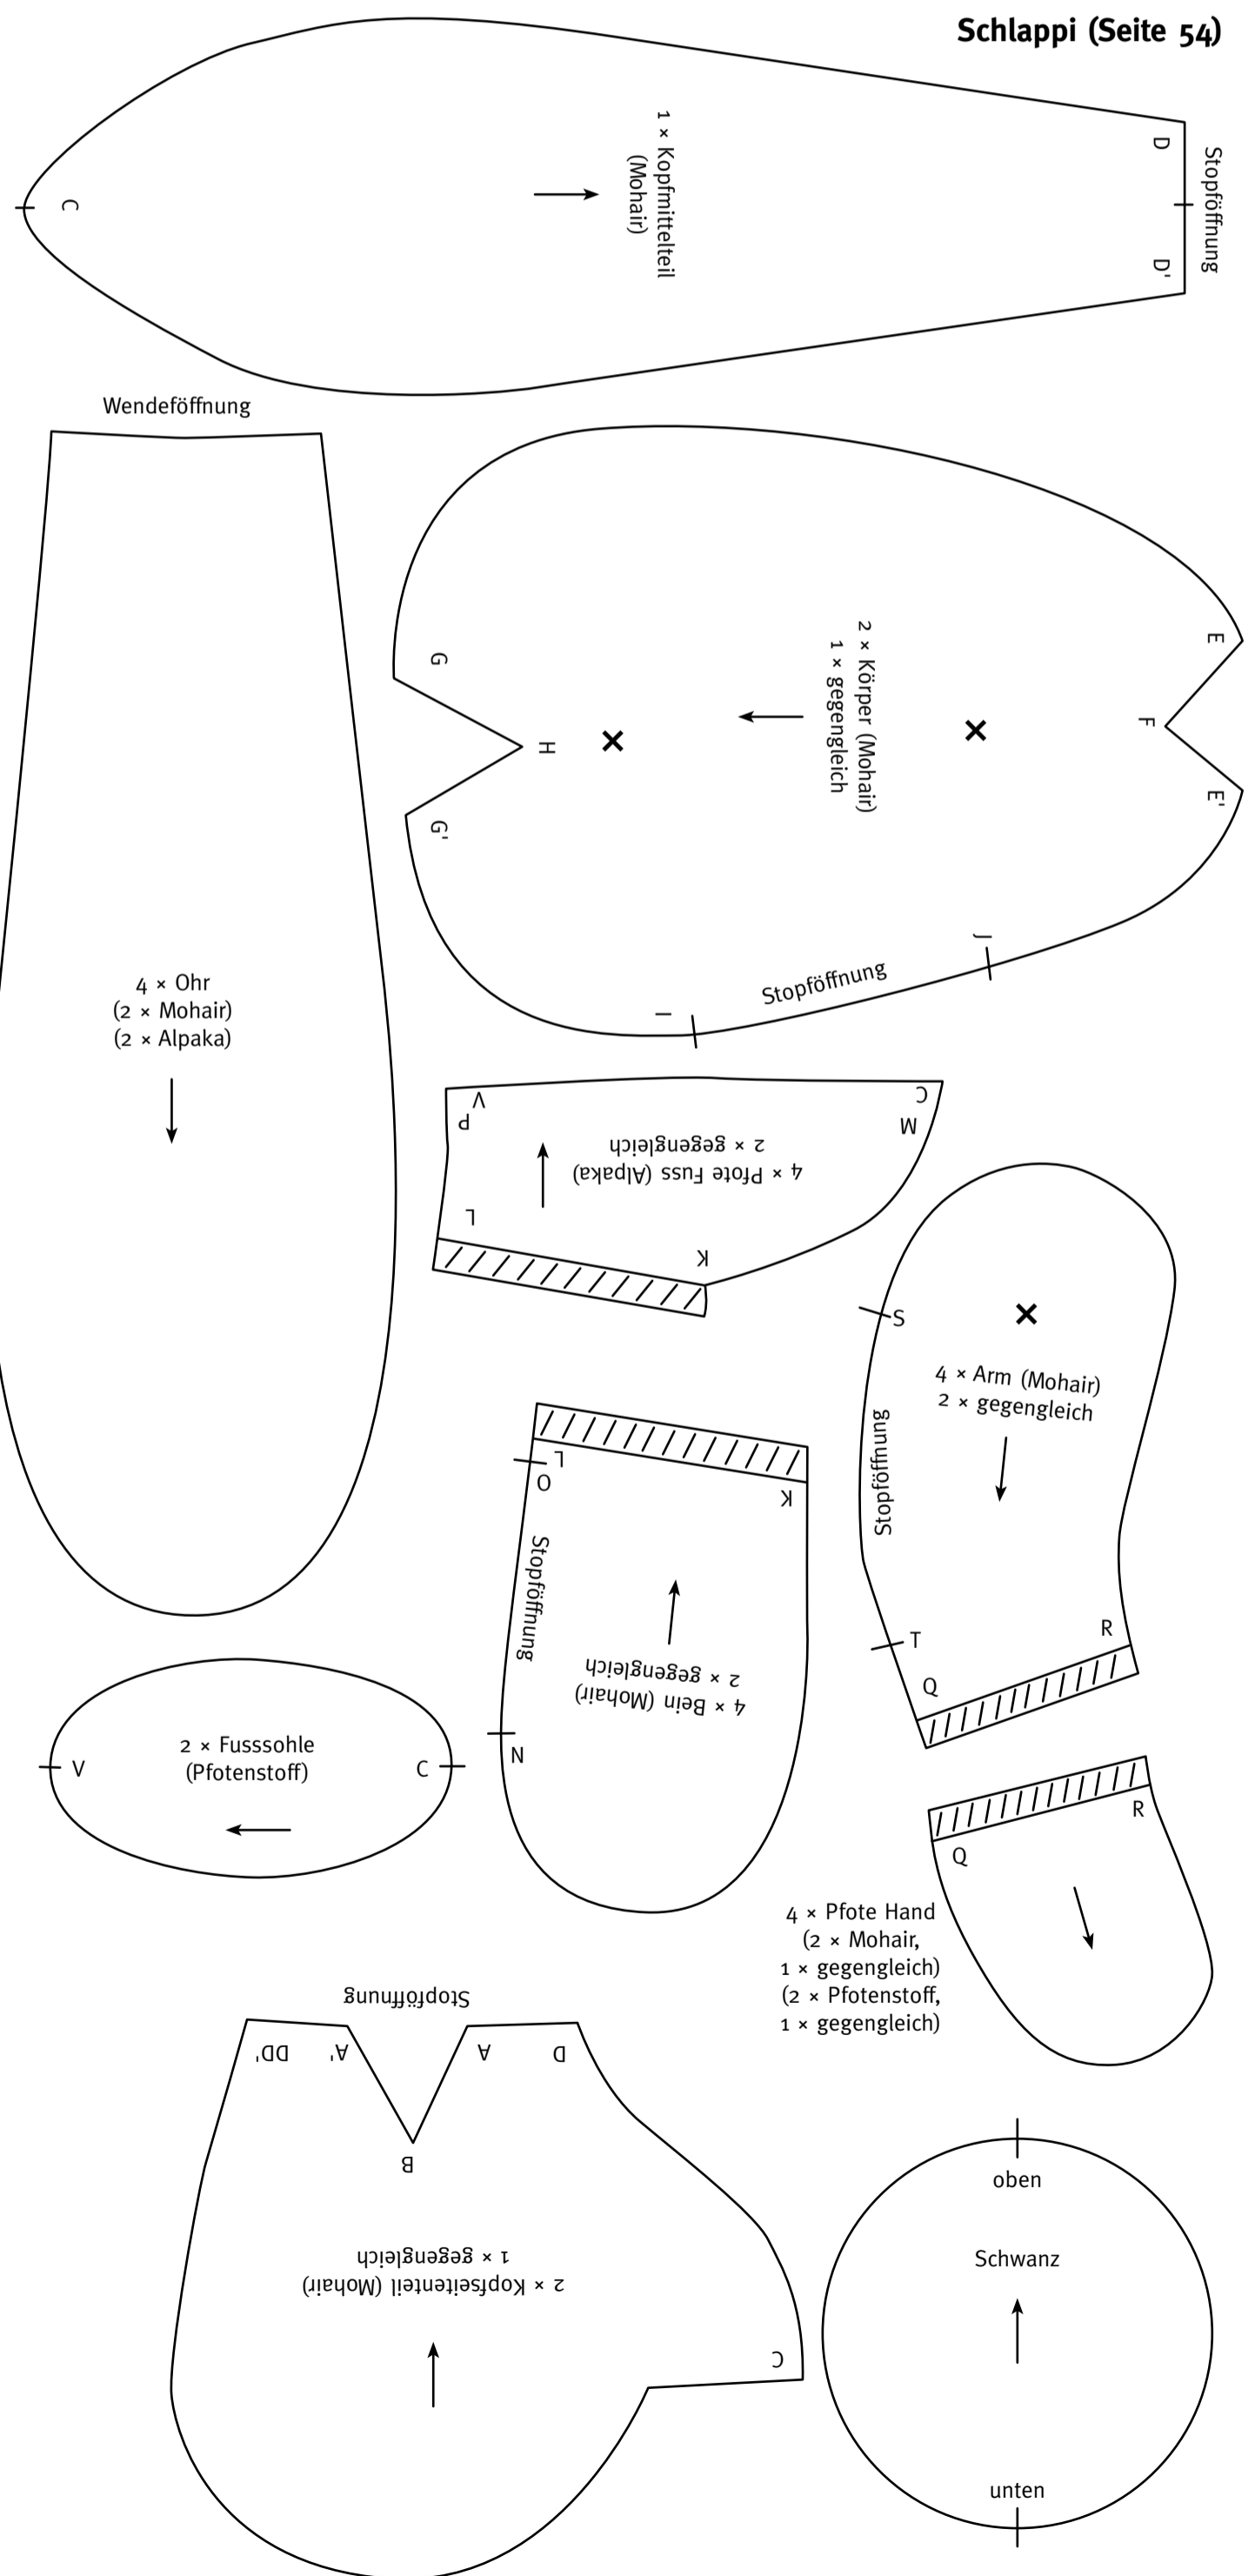 Schlappi (Seite 54)
1 × Kopfmittelteil
(Mohair)
C
D
D'
Stopföffnung
Wendeföffnung
4 × Ohr
(2 × Mohair)
(2 × Alpaka)
2 × Körper (Mohair)
1 × gegengleich
E
F
E'
G
H
G'
J
I
Stopföffnung
4 × Pfote Fuss (Alpaka)
2 × gegengleich
V
P
C
M
L
K
S
4 × Arm (Mohair)
2 × gegengleich
Stopföffnung
T
R
Q
L
O
K
Stopföffnung
4 × Bein (Mohair)
2 × gegengleich
N
V
2 × Fusssohle
(Pfotenstoff)
C
R
Q
4 × Pfote Hand
(2 × Mohair,
1 × gegengleich)
(2 × Pfotenstoff,
1 × gegengleich)
Stopföffnung
DD'
A'
A
D
B
2 × Kopfseitenteil (Mohair)
1 × gegengleich
C
oben
Schwanz
unten